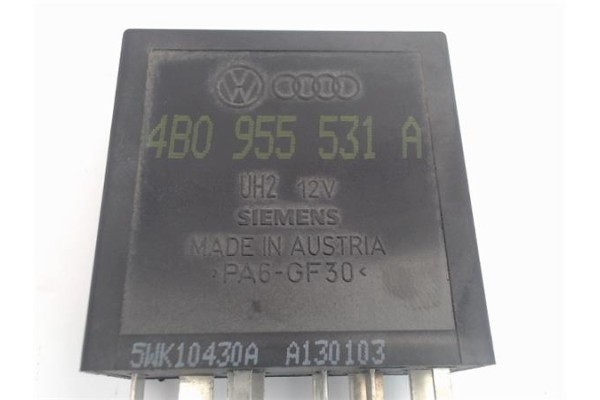 4B0 955 531 A
UH2 12V
SIEMENS
MADE IN AUSTRIA
>PA6-GF30<
5WK10430A A130103